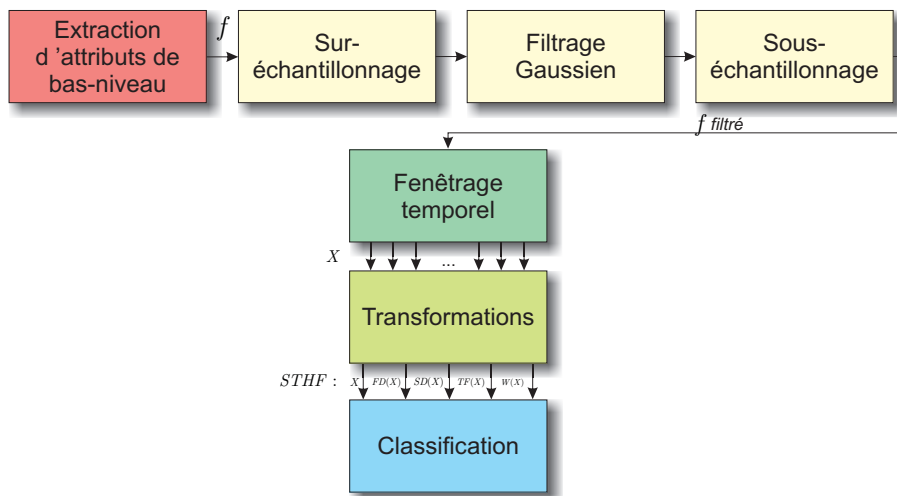 Extraction
d 'attributs de
bas-niveau
f
Sur-
échantillonnage
Filtrage
Gaussien
Sous-
échantillonnage
f filtré
Fenêtrage
temporel
X
...
Transformations
STHF : X FD(X) SD(X) TF(X) W(X)
Classification